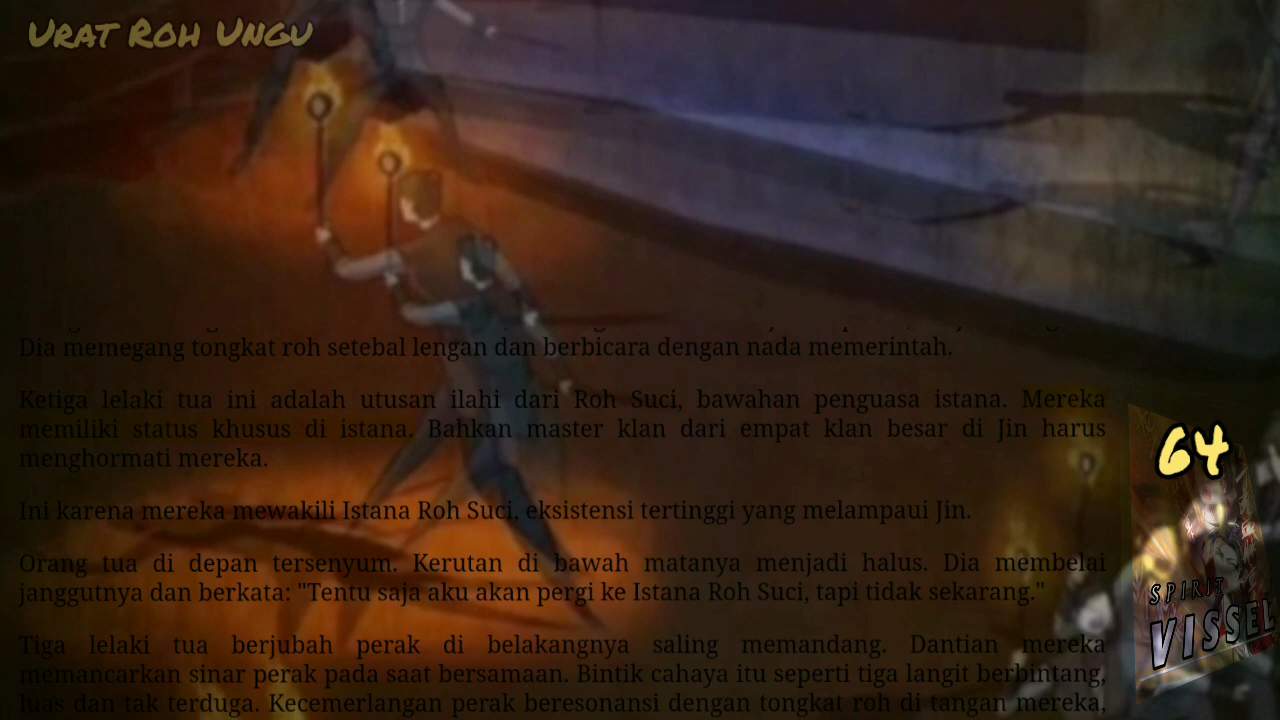 Urat Roh Ungu
Dia memegang tongkat roh setebal lengan dan berbicara dengan nada memerintah.
Ketiga lelaki tua ini adalah utusan ilahi dari Roh Suci, bawahan penguasa istana. Mereka
memiliki status khusus di istana. Bahkan master klan dari empat klan besar di Jin harus
menghormati mereka.
Ini karena mereka mewakili Istana Roh Suci, eksistensi tertinggi yang melampaui Jin.
Orang tua di depan tersenyum. Kerutan di bawah matanya menjadi halus. Dia membelai
janggutnya dan berkata: "Tentu saja aku akan pergi ke Istana Roh Suci, tapi tidak sekarang."
Tiga lelaki tua berjubah perak di belakangnya saling memandang. Dantian mereka
memancarkan sinar perak pada saat bersamaan. Bintik cahaya itu seperti tiga langit berbintang,
luas dan tak terduga. Kecemerlangan perak beresonansi dengan tongkat roh di tangan mereka,
64
SPIRIT
VISSEL